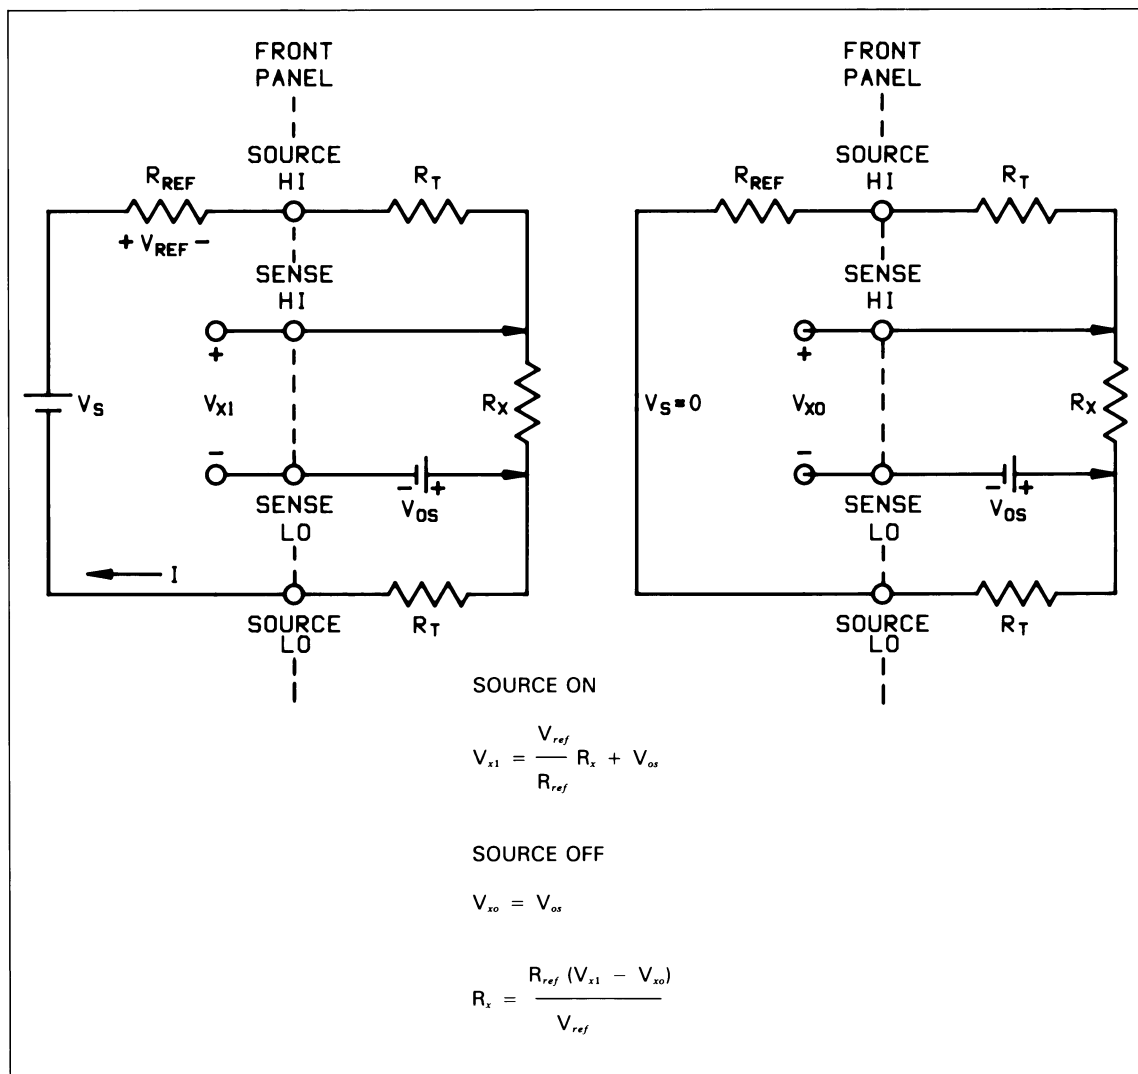 FRONT
PANEL
SOURCE
HI
R_REF
R_T
+ V_REF -
SENSE
HI
+
V_S
V_X1
R_X
-
- +
V_OS
SENSE
LO
I
R_T
SOURCE
LO
FRONT
PANEL
SOURCE
HI
R_REF
R_T
SENSE
HI
+
V_S=0
V_X0
R_X
-
- +
V_OS
SENSE
LO
R_T
SOURCE
LO
SOURCE ON
V_x1 = V_ref / R_ref R_x + V_os
SOURCE OFF
V_xo = V_os
R_x = R_ref (V_x1 - V_xo) / V_ref